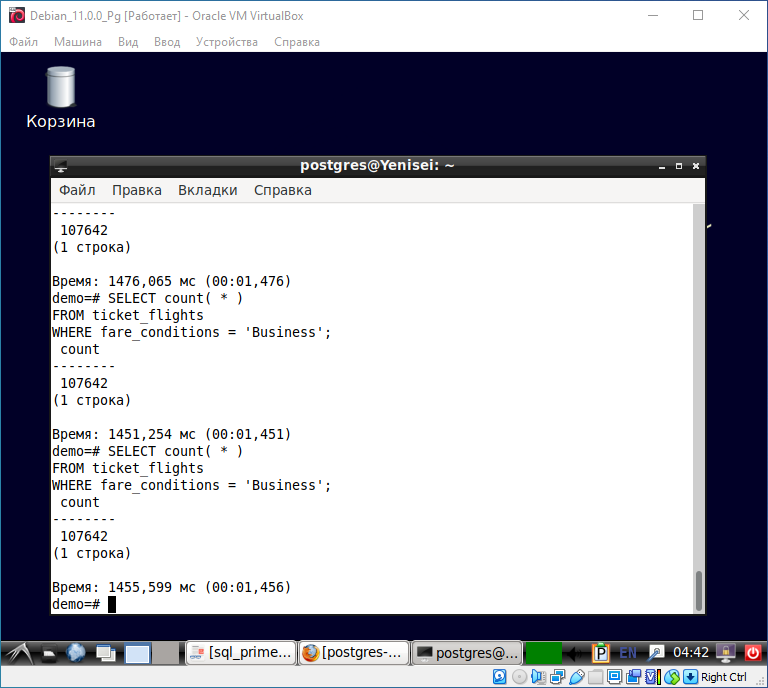 Debian_11.0.0_Pg [Работает] - Oracle VM VirtualBox
Файл Машина Вид Ввод Устройства Справка
Корзина
postgres@Yenisei: ~
Файл Правка Вкладки Справка
--------
107642
(1 строка)
Время: 1476,065 мс (00:01,476)
demo=# SELECT count( * )
FROM ticket_flights
WHERE fare_conditions = 'Business';
count
--------
107642
(1 строка)
Время: 1451,254 мс (00:01,451)
demo=# SELECT count( * )
FROM ticket_flights
WHERE fare_conditions = 'Business';
count
--------
107642
(1 строка)
Время: 1455,599 мс (00:01,456)
demo=#
[sql_prime... [postgres-... postgres@... P EN 04:42
Right Ctrl